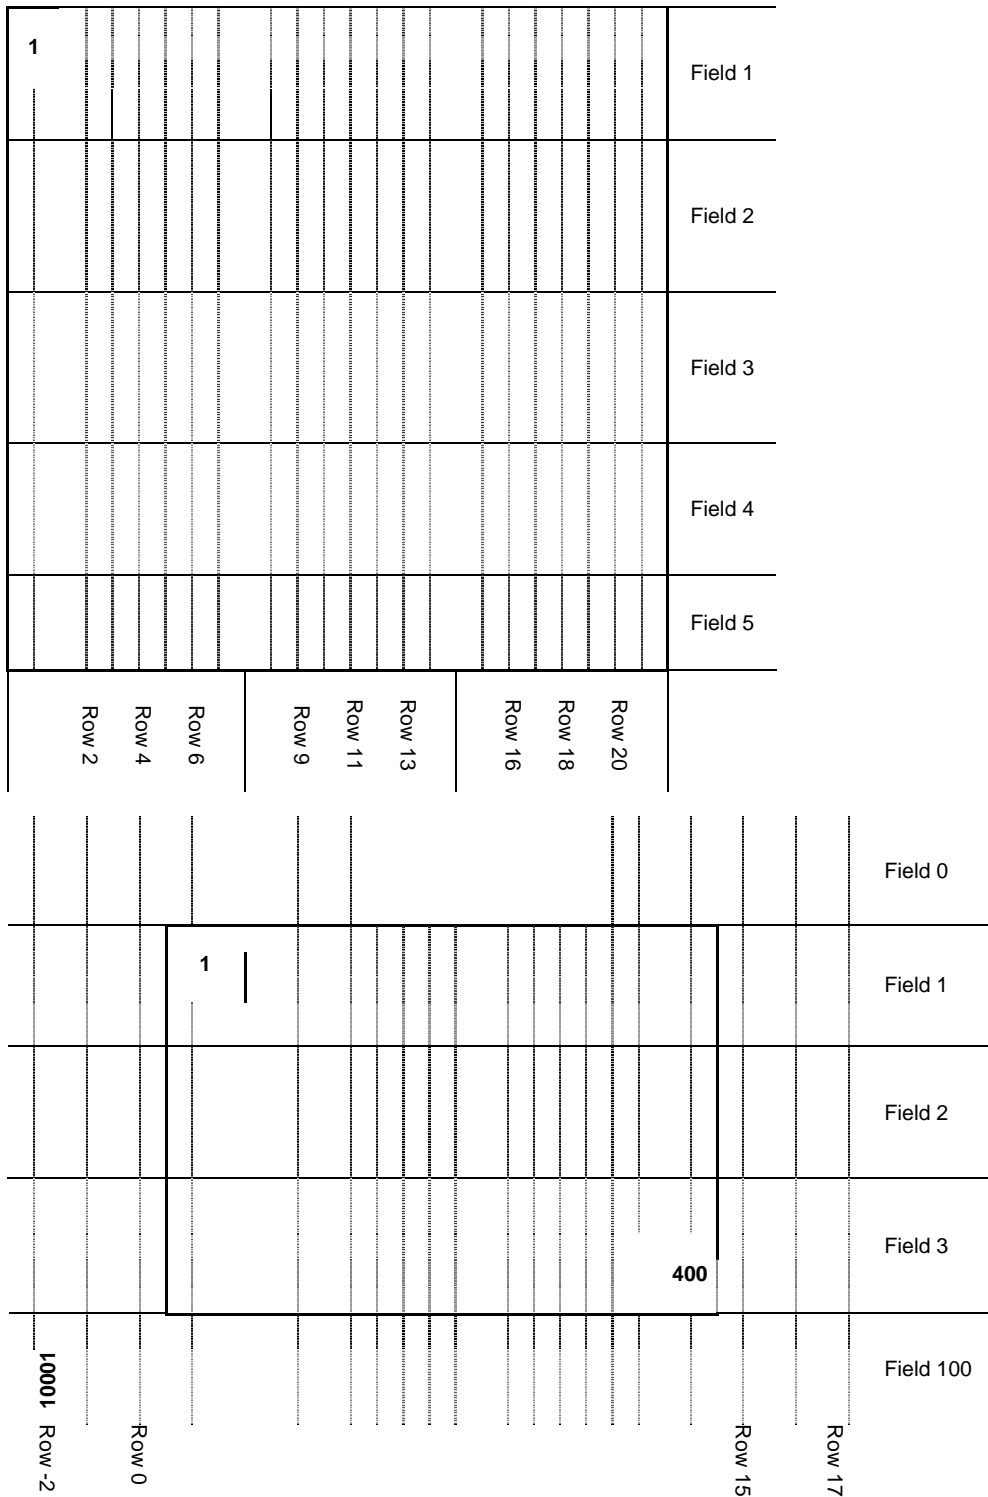 1
Field 1
Field 2
Field 3
Field 4
Field 5
Row 2
Row 4
Row 6
Row 9
Row 11
Row 13
Row 16
Row 18
Row 20
Field 0
1
Field 1
Field 2
Field 3
400
Field 100
10001
Row -2
Row 0
Row 15
Row 17